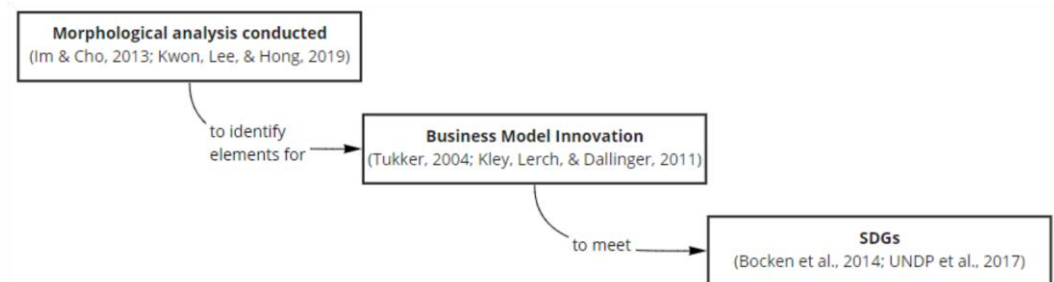 Morphological analysis conducted
(Im & Cho, 2013; Kwon, Lee, & Hong, 2019)
to identify
elements for
Business Model Innovation
(Tukker, 2004; Kley, Lerch, & Dallinger, 2011)
to meet
SDGs
(Bocken et al., 2014; UNDP et al., 2017)